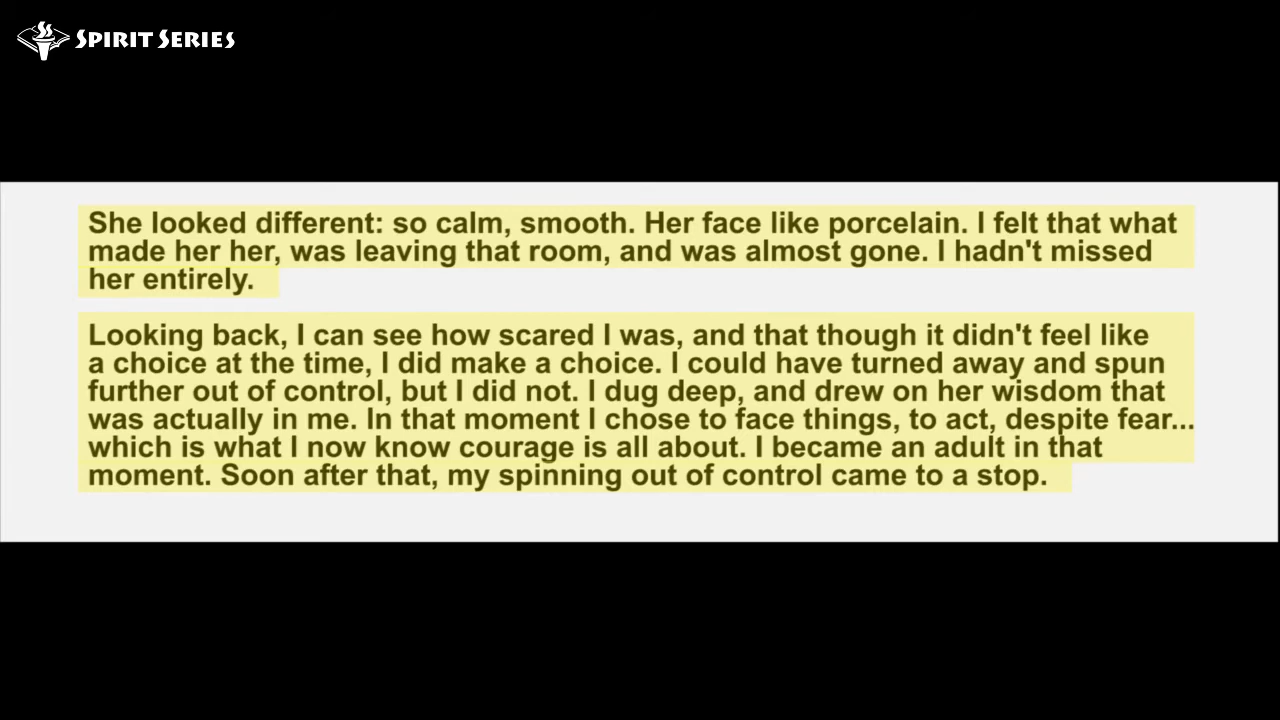 SPIRIT SERIES
She looked different: so calm, smooth. Her face like porcelain. I felt that what
made her her, was leaving that room, and was almost gone. I hadn't missed
her entirely.
Looking back, I can see how scared I was, and that though it didn't feel like
a choice at the time, I did make a choice. I could have turned away and spun
further out of control, but I did not. I dug deep, and drew on her wisdom that
was actually in me. In that moment I chose to face things, to act, despite fear...
which is what I now know courage is all about. I became an adult in that
moment. Soon after that, my spinning out of control came to a stop.